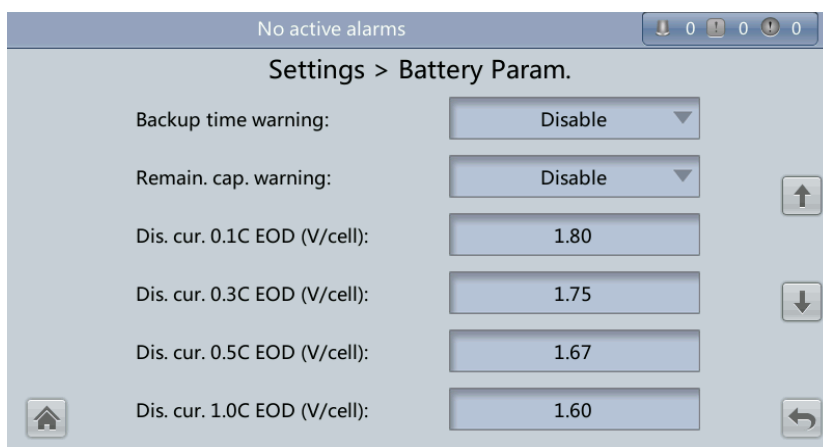 No active alarms 0 0 0
Settings > Battery Param.
Backup time warning: Disable
Remain. cap. warning: Disable
Dis. cur. 0.1C EOD (V/cell): 1.80
Dis. cur. 0.3C EOD (V/cell): 1.75
Dis. cur. 0.5C EOD (V/cell): 1.67
Dis. cur. 1.0C EOD (V/cell): 1.60